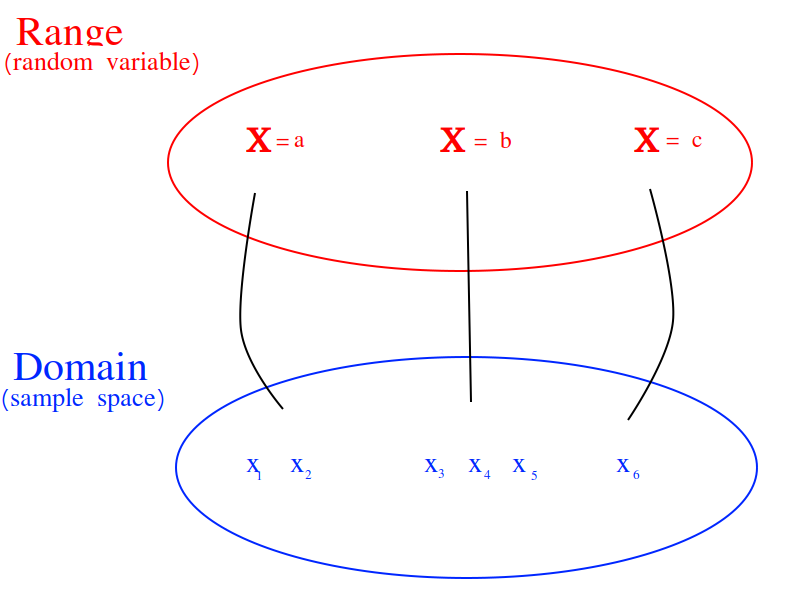 Range
(random variable)
X = a X = b X = c
Domain
(sample space)
x1 x2 x3 x4 x5 x6